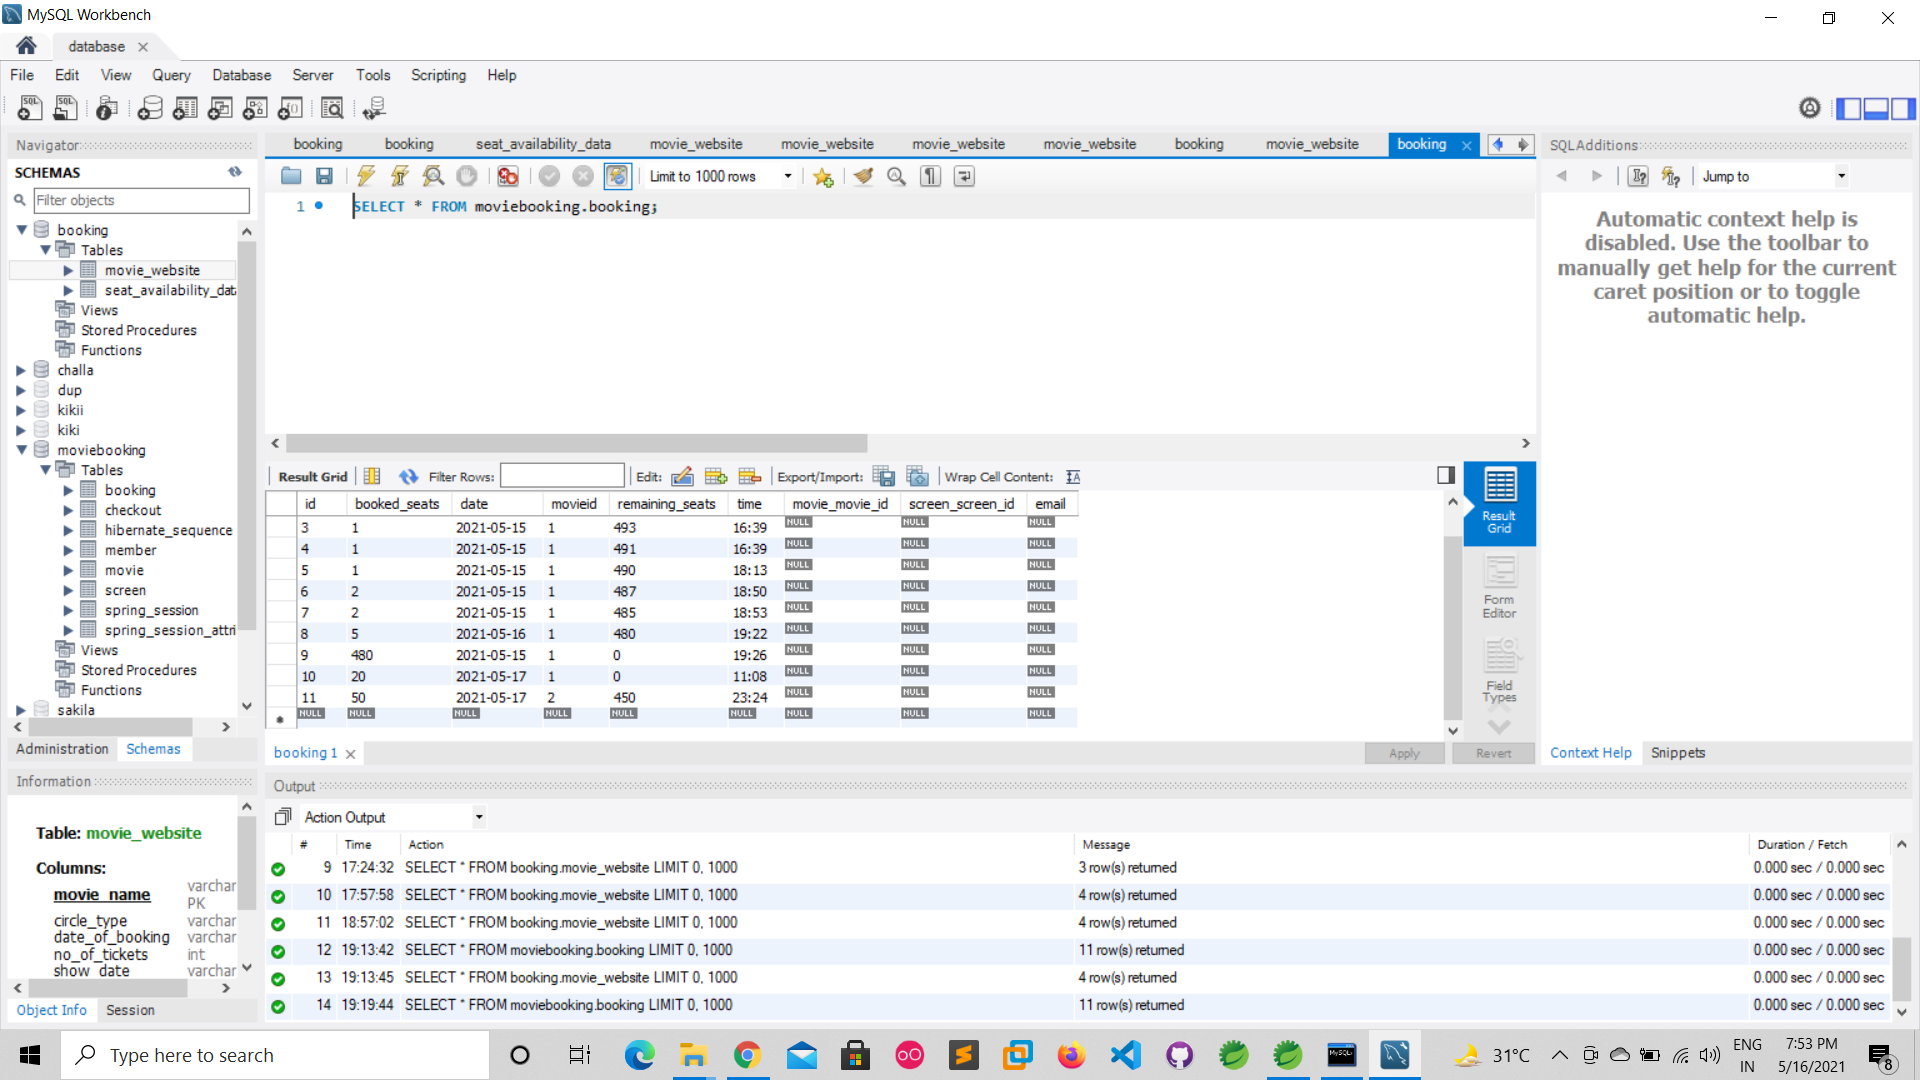 MySQL Workbench
database
File Edit View Query Database Server Tools Scripting Help
Navigator
SCHEMAS
Filter objects
booking
Tables
movie_website
seat_availability_dat
Views
Stored Procedures
Functions
challa
dup
kikii
kiki
moviebooking
Tables
booking
checkout
hibernate_sequence
member
movie
screen
spring_session
spring_session_attri
Views
Stored Procedures
Functions
sakila
Administration Schemas
Information
Table: movie_website
Columns:
movie_name varchar PK
circle_type varchar
date_of_booking varchar
no_of_tickets int
show_date varchar
Object Info Session
booking booking seat_availability_data movie_website movie_website movie_website movie_website booking movie_website booking
Limit to 1000 rows
1 SELECT * FROM moviebooking.booking;
Result Grid Filter Rows: Edit: Export/Import: Wrap Cell Content:
id booked_seats date movieid remaining_seats time movie_movie_id screen_screen_id email
3 1 2021-05-15 1 493 16:39 NULL NULL NULL
4 1 2021-05-15 1 491 16:39 NULL NULL NULL
5 1 2021-05-15 1 490 18:13 NULL NULL NULL
6 2 2021-05-15 1 487 18:50 NULL NULL NULL
7 2 2021-05-15 1 485 18:53 NULL NULL NULL
8 5 2021-05-16 1 480 19:22 NULL NULL NULL
9 480 2021-05-15 1 0 19:26 NULL NULL NULL
10 20 2021-05-17 1 0 11:08 NULL NULL NULL
11 50 2021-05-17 2 450 23:24 NULL NULL NULL
NULL NULL NULL NULL NULL NULL NULL NULL NULL
Result Grid
Form Editor
Field Types
booking 1
Apply Revert
SQLAdditions
Jump to
Automatic context help is
disabled. Use the toolbar to
manually get help for the current
caret position or to toggle
automatic help.
Context Help Snippets
Output
Action Output
# Time Action Message Duration / Fetch
9 17:24:32 SELECT * FROM booking.movie_website LIMIT 0, 1000 3 row(s) returned 0.000 sec / 0.000 sec
10 17:57:58 SELECT * FROM booking.movie_website LIMIT 0, 1000 4 row(s) returned 0.000 sec / 0.000 sec
11 18:57:02 SELECT * FROM booking.movie_website LIMIT 0, 1000 4 row(s) returned 0.000 sec / 0.000 sec
12 19:13:42 SELECT * FROM moviebooking.booking LIMIT 0, 1000 11 row(s) returned 0.000 sec / 0.000 sec
13 19:13:45 SELECT * FROM booking.movie_website LIMIT 0, 1000 4 row(s) returned 0.000 sec / 0.000 sec
14 19:19:44 SELECT * FROM moviebooking.booking LIMIT 0, 1000 11 row(s) returned 0.000 sec / 0.000 sec
Type here to search
31°C
ENG
IN
7:53 PM
5/16/2021
8